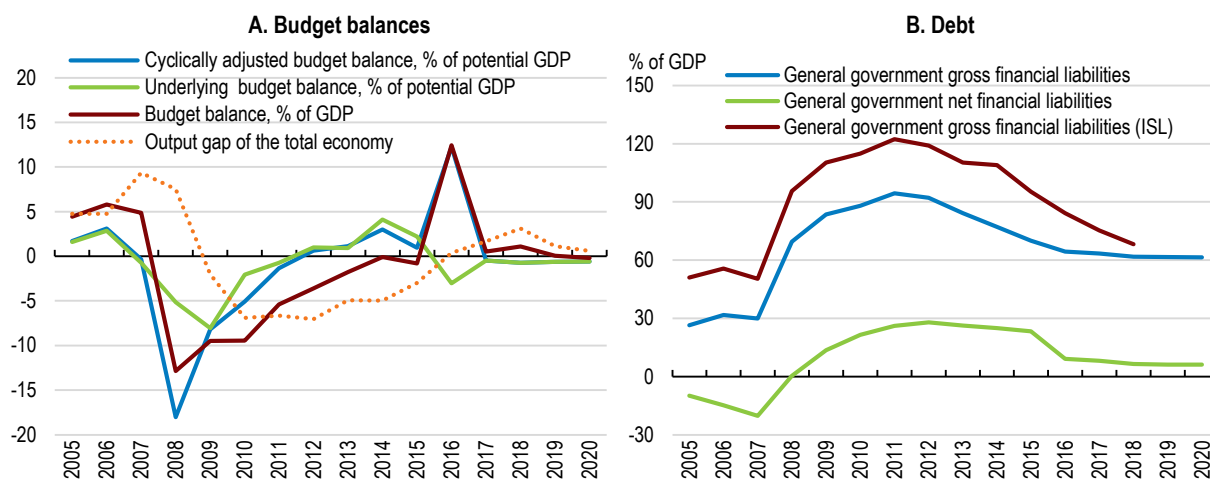 A. Budget balances
Cyclically adjusted budget balance, % of potential GDP
Underlying budget balance, % of potential GDP
Budget balance, % of GDP
Output gap of the total economy
20
15
10
5
0
-5
-10
-15
-20
2005 2006 2007 2008 2009 2010 2011 2012 2013 2014 2015 2016 2017 2018 2019 2020
B. Debt
% of GDP
General government gross financial liabilities
General government net financial liabilities
General government gross financial liabilities (ISL)
150
120
90
60
30
0
-30
2005 2006 2007 2008 2009 2010 2011 2012 2013 2014 2015 2016 2017 2018 2019 2020